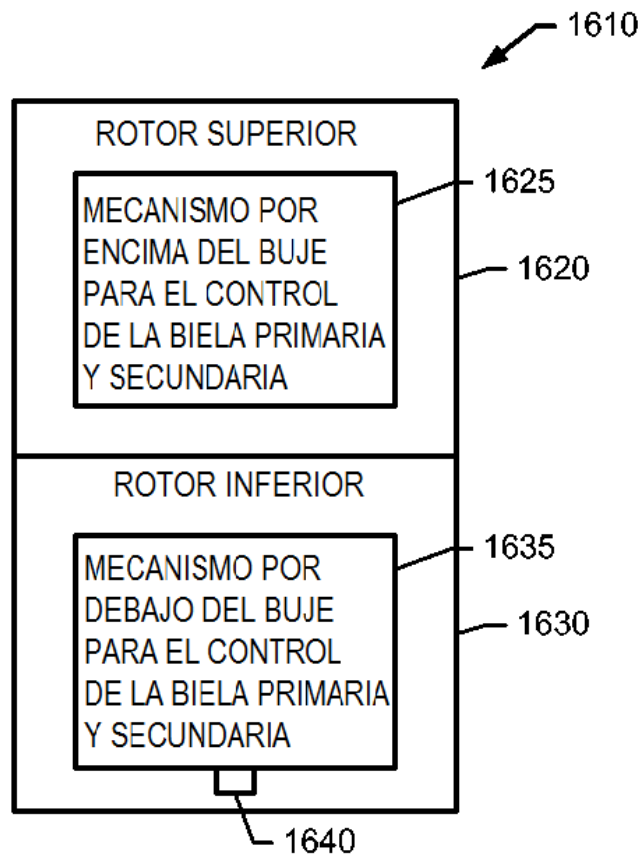 1610
ROTOR SUPERIOR
1625
MECANISMO POR
ENCIMA DEL BUJE
PARA EL CONTROL
DE LA BIELA PRIMARIA
Y SECUNDARIA
1620
ROTOR INFERIOR
1635
MECANISMO POR
DEBAJO DEL BUJE
PARA EL CONTROL
DE LA BIELA PRIMARIA
Y SECUNDARIA
1630
1640